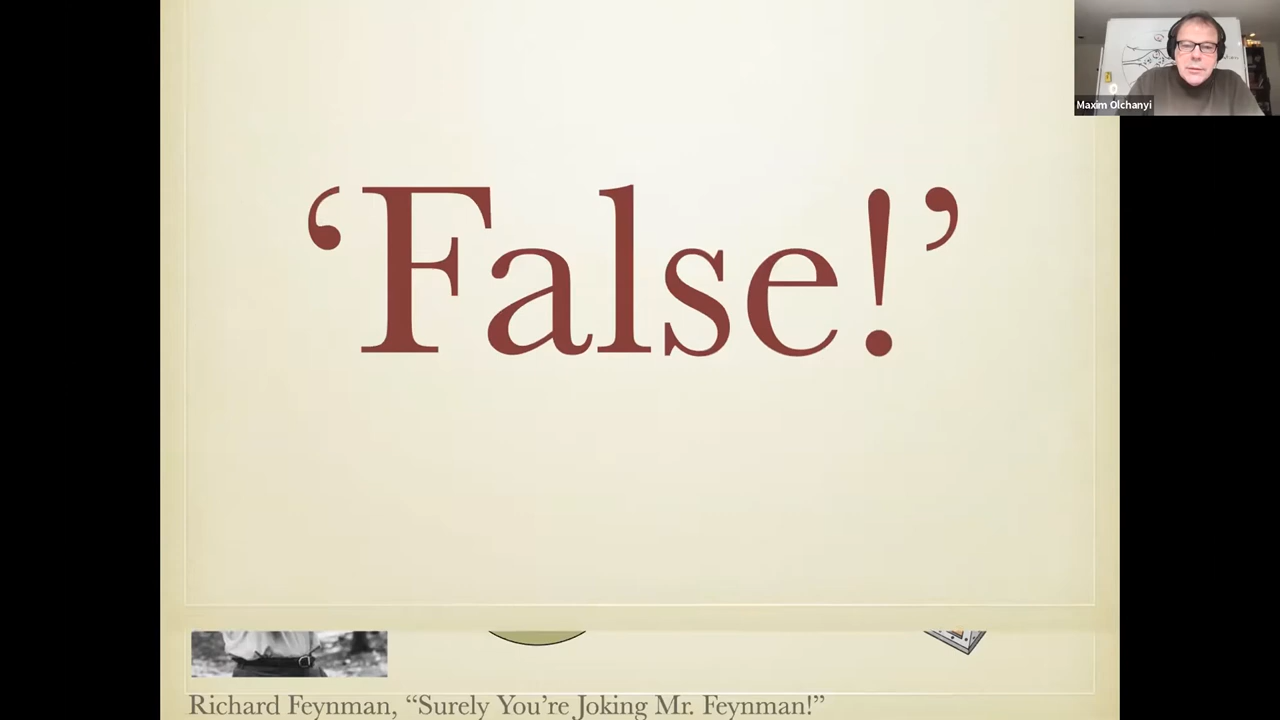 Maxim Olchanyi
‘False!’
Richard Feynman, “Surely You’re Joking Mr. Feynman!”